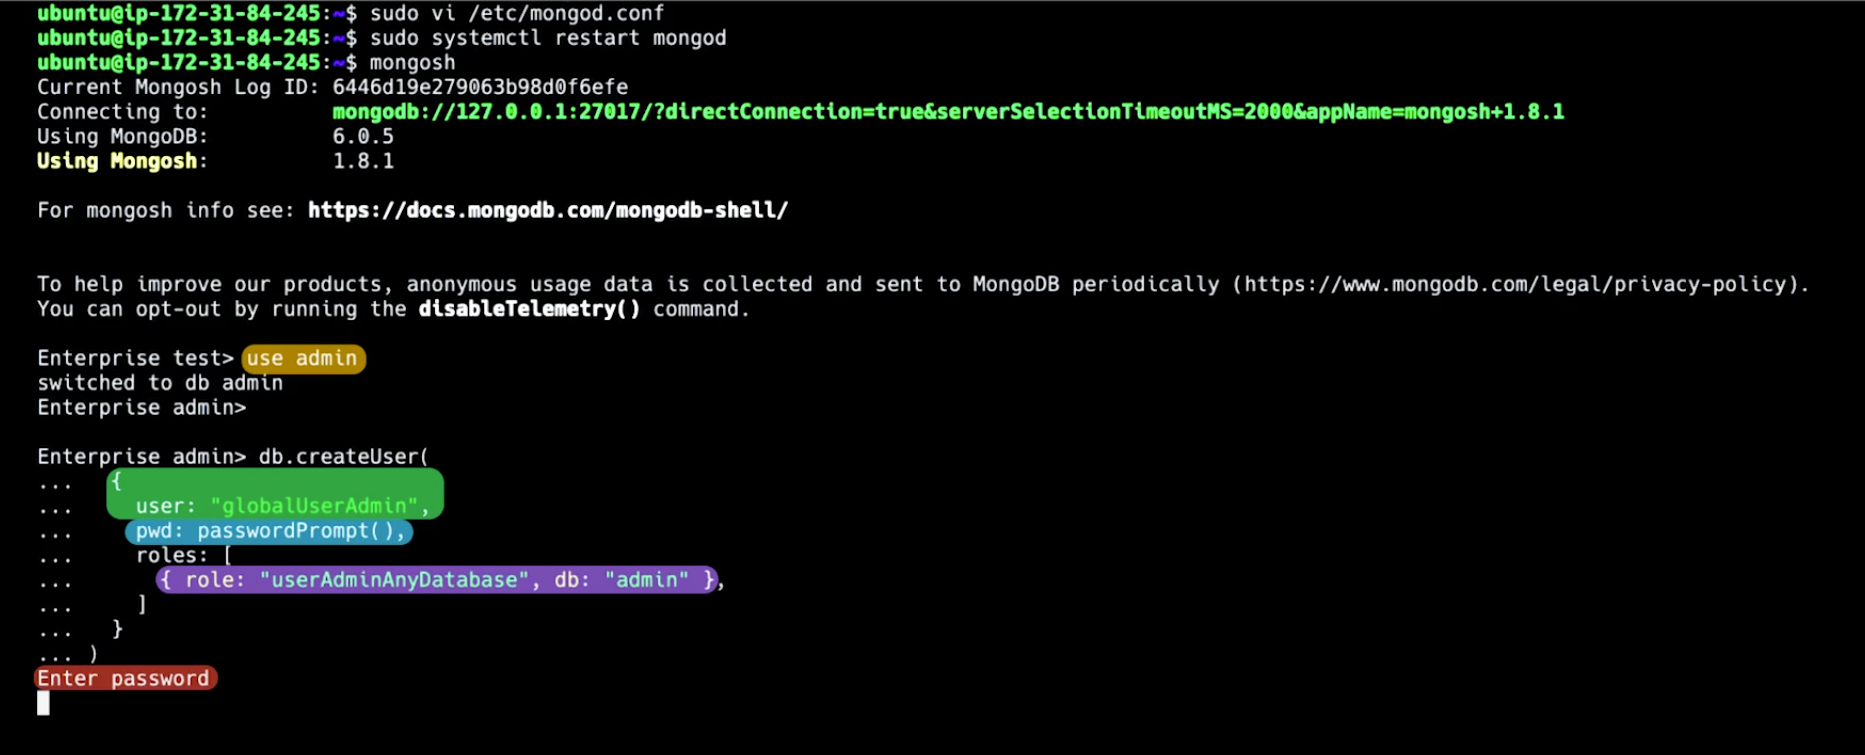 ubuntu@ip-172-31-84-245:~$ sudo vi /etc/mongod.conf
ubuntu@ip-172-31-84-245:~$ sudo systemctl restart mongod
ubuntu@ip-172-31-84-245:~$ mongosh
Current Mongosh Log ID: 6446d19e279063b98d0f6efe
Connecting to:          mongodb://127.0.0.1:27017/?directConnection=true&serverSelectionTimeoutMS=2000&appName=mongosh+1.8.1
Using MongoDB:          6.0.5
Using Mongosh:          1.8.1
For mongosh info see: https://docs.mongodb.com/mongodb-shell/
To help improve our products, anonymous usage data is collected and sent to MongoDB periodically (https://www.mongodb.com/legal/privacy-policy).
You can opt-out by running the disableTelemetry() command.
Enterprise test> use admin
switched to db admin
Enterprise admin>
Enterprise admin> db.createUser(
...   {
...     user: "globalUserAdmin",
...     pwd: passwordPrompt(),
...     roles: [
...       { role: "userAdminAnyDatabase", db: "admin" },
...     ]
...   }
... )
Enter password